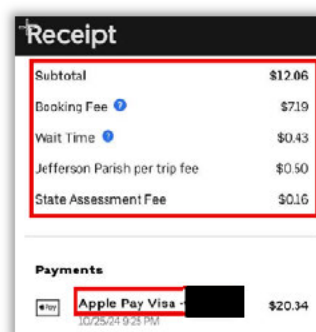 Receipt
Subtotal $12.06
Booking Fee $7.19
Wait Time $0.43
Jefferson Parish per trip fee $0.50
State Assessment Fee $0.16
Payments
Pay Apple Pay Visa $20.34
10/25/24 9:25 PM